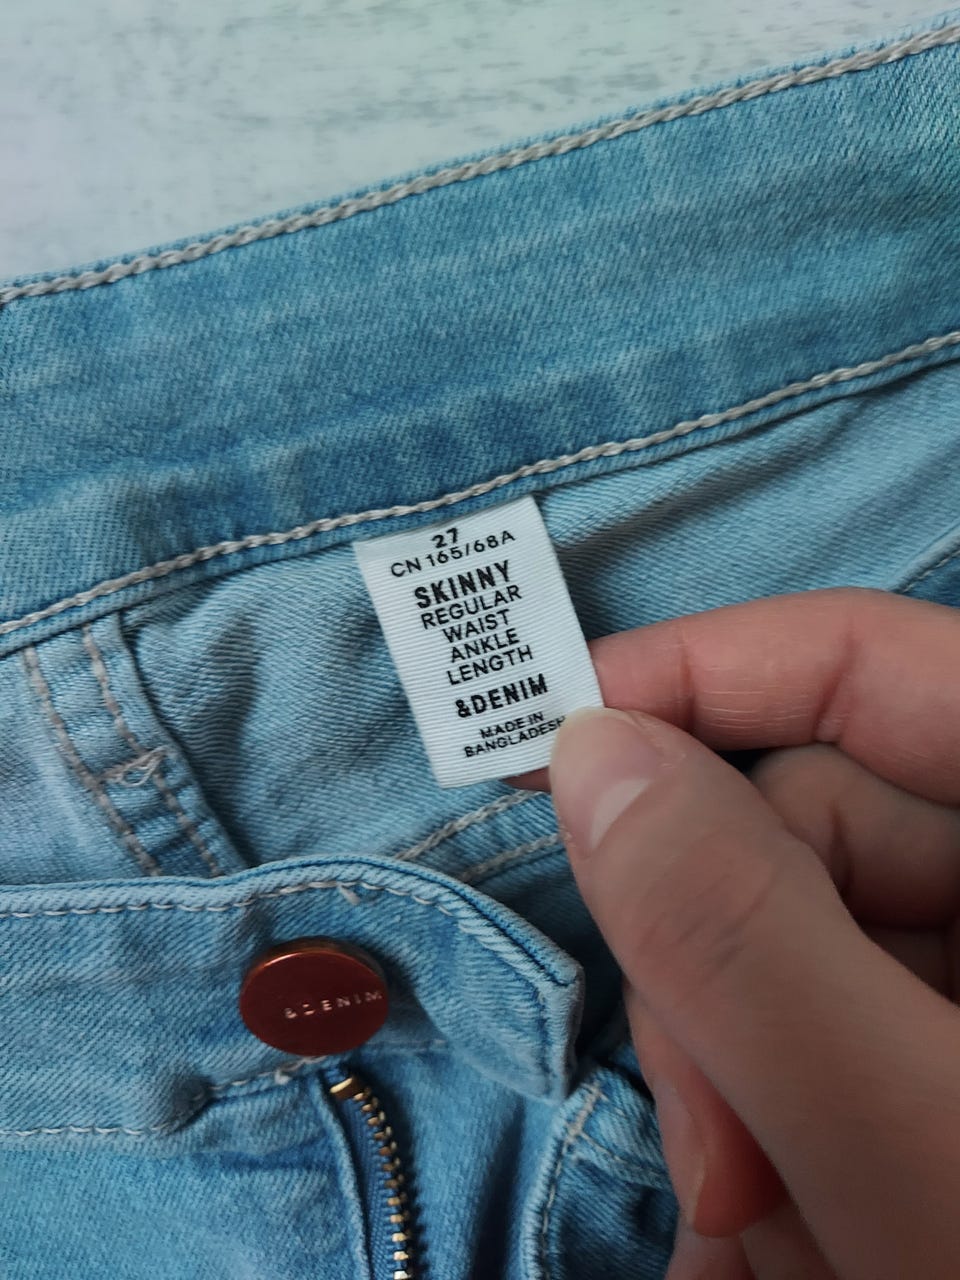 27
CN 165/68A
SKINNY
REGULAR
WAIST
ANKLE
LENGTH
&DENIM
MADE IN
BANGLADESH
&DENIM